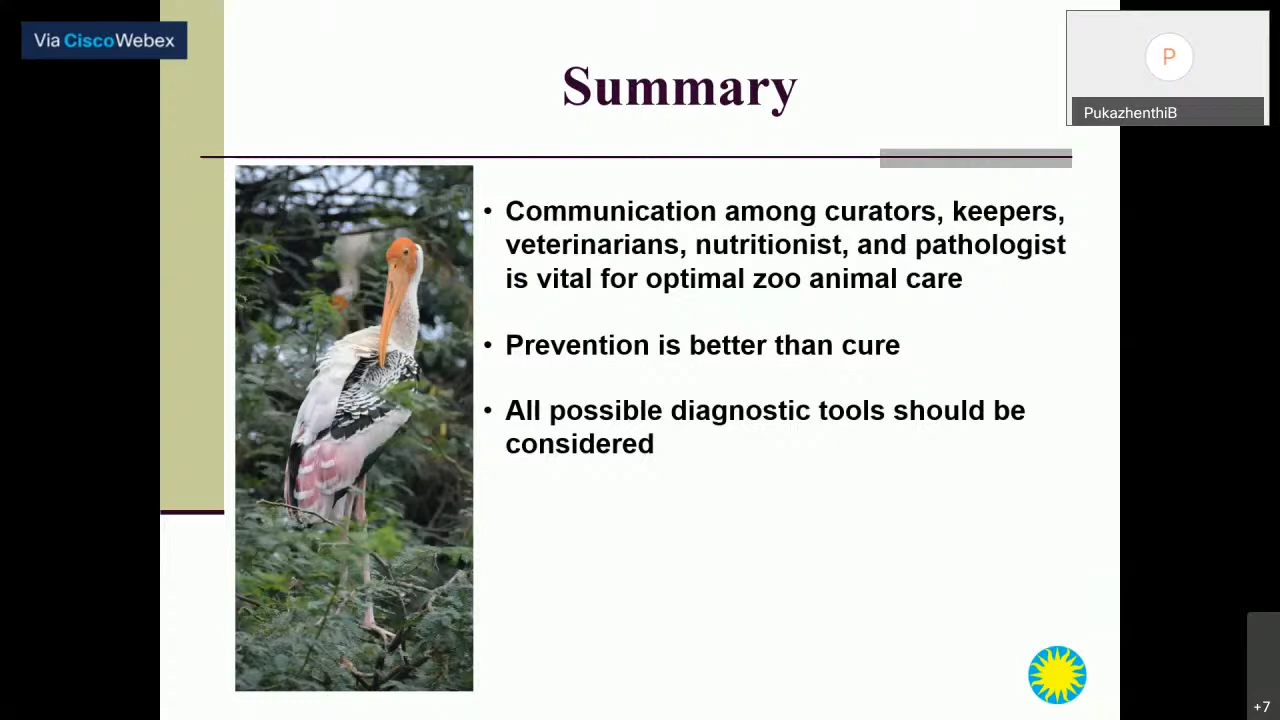 Via CiscoWebex
P
PukazhenthiB
Summary
• Communication among curators, keepers,
veterinarians, nutritionist, and pathologist
is vital for optimal zoo animal care
• Prevention is better than cure
• All possible diagnostic tools should be
considered
+7